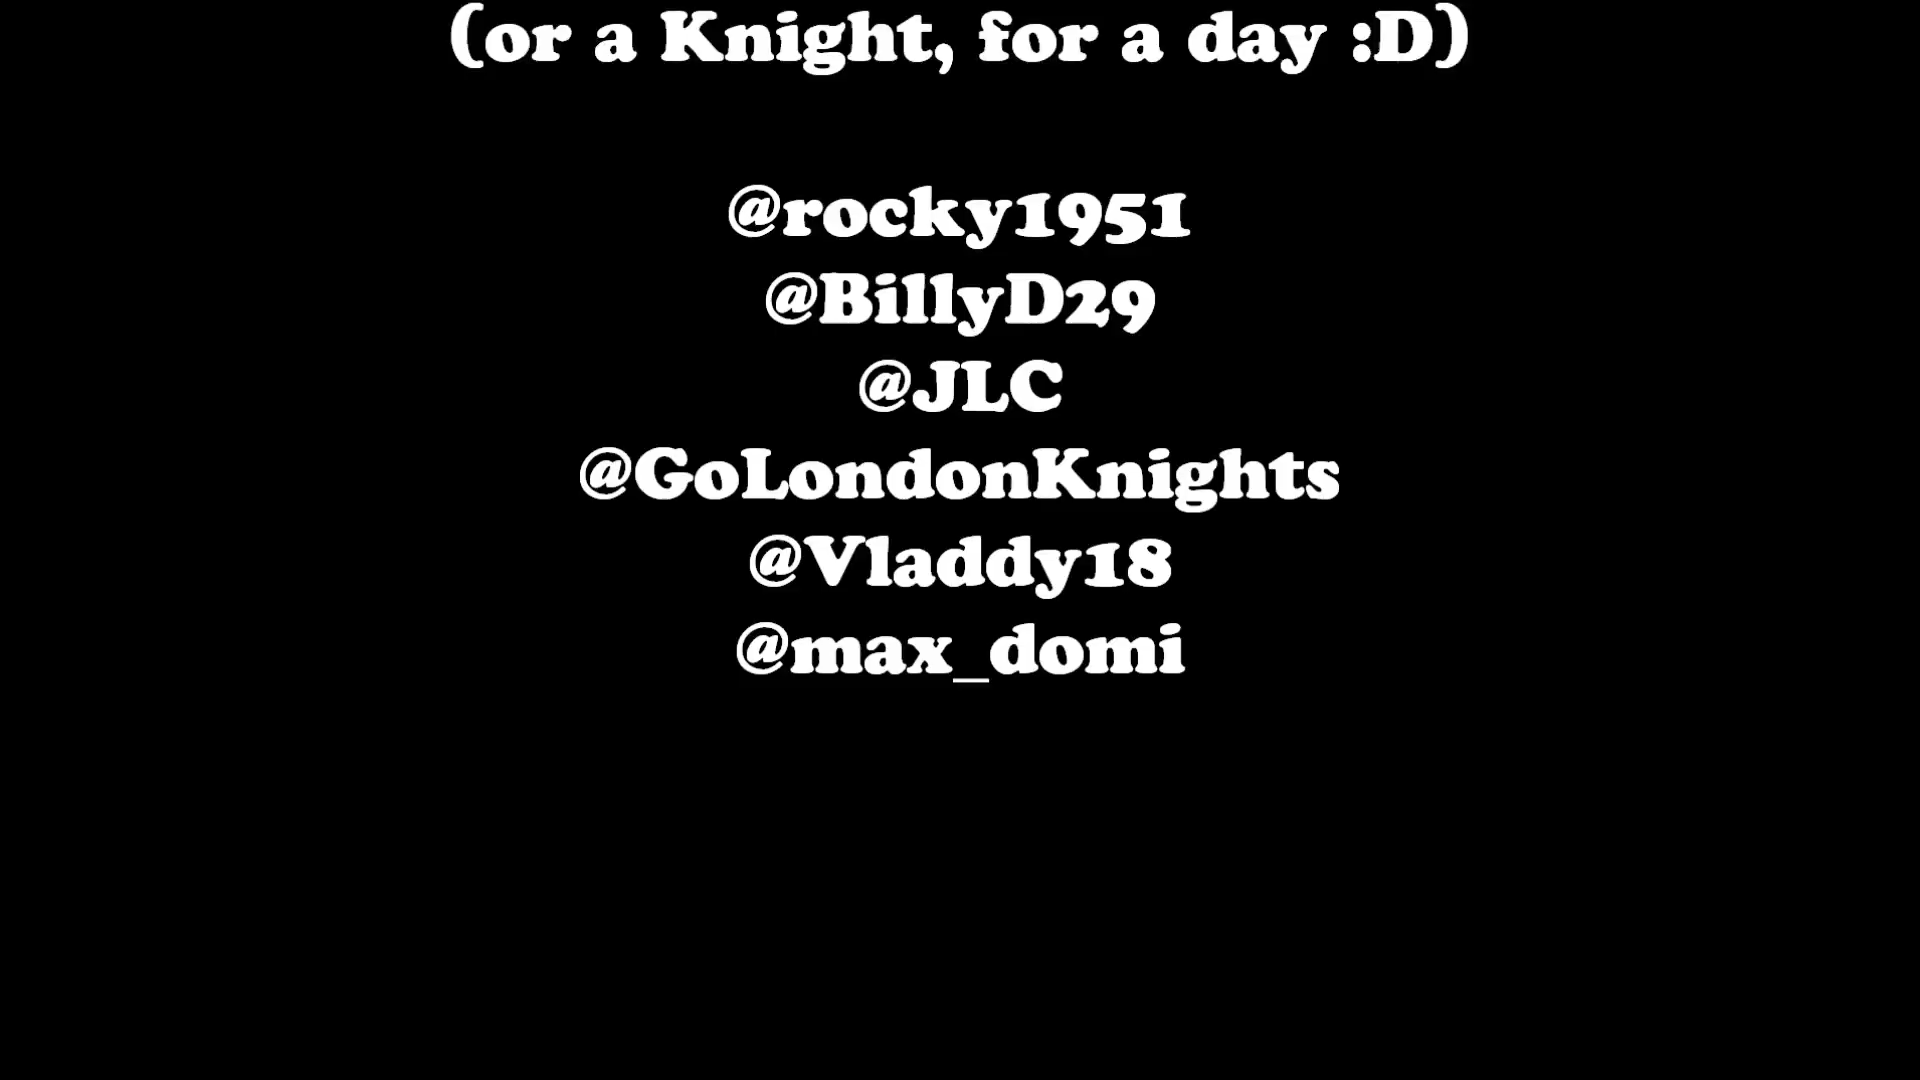 (or a Knight, for a day :D)
@rocky1951
@BillyD29
@JLC
@GoLondonKnights
@Vladdy18
@max_domi